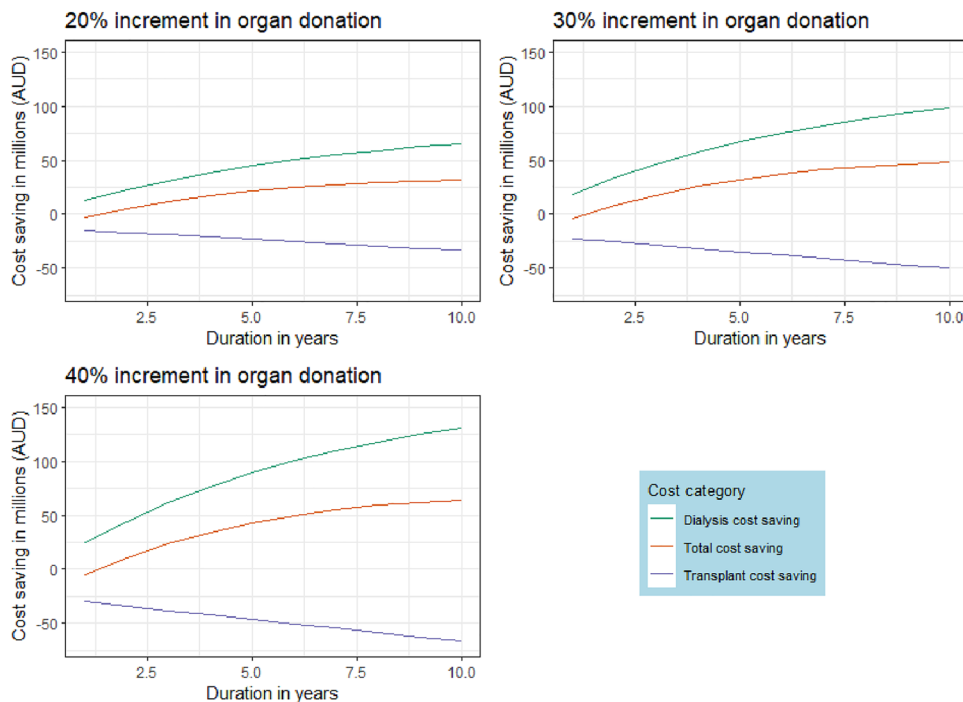 20% increment in organ donation
Cost saving in millions (AUD)
150
100
50
0
-50
2.5
5.0
7.5
10.0
Duration in years
30% increment in organ donation
Cost saving in millions (AUD)
150
100
50
0
-50
2.5
5.0
7.5
10.0
Duration in years
40% increment in organ donation
Cost saving in millions (AUD)
150
100
50
0
-50
2.5
5.0
7.5
10.0
Duration in years
Cost category
Dialysis cost saving
Total cost saving
Transplant cost saving